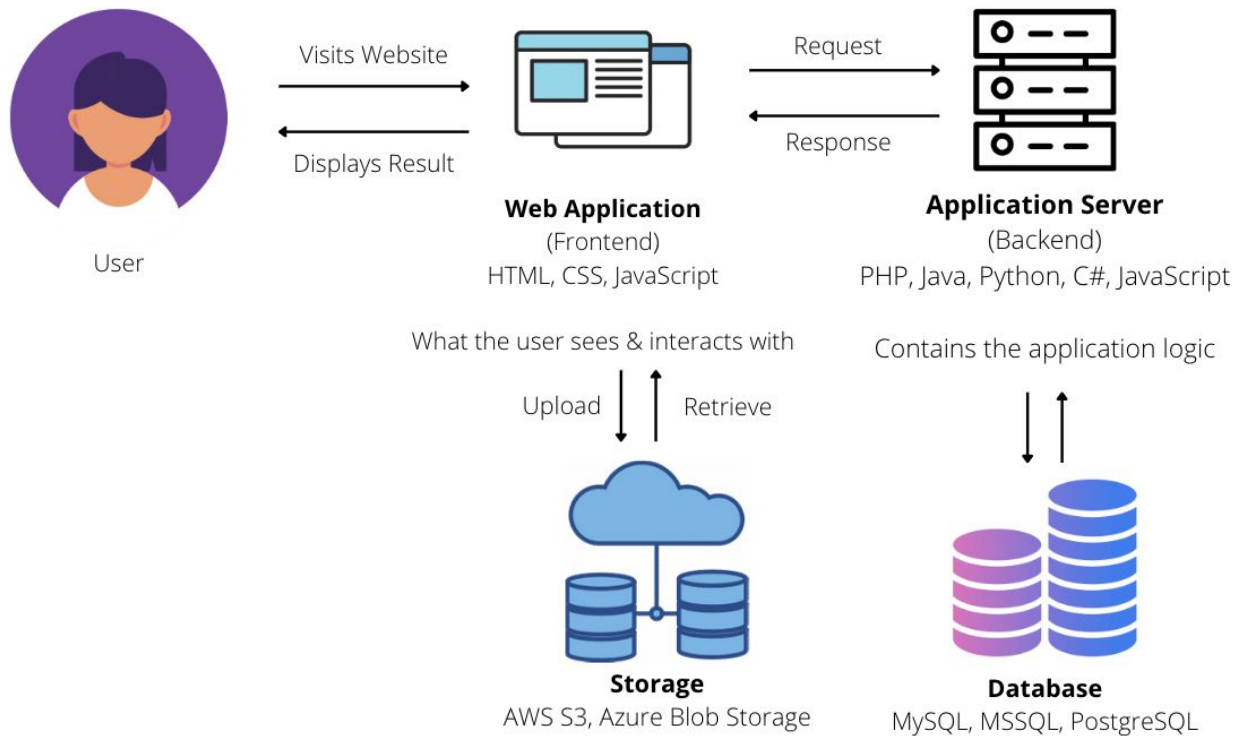 Visits Website
Displays Result
User
Web Application
(Frontend)
HTML, CSS, JavaScript
Request
Response
Application Server
(Backend)
PHP, Java, Python, C#, JavaScript
What the user sees & interacts with
Upload
Retrieve
Contains the application logic
Storage
AWS S3, Azure Blob Storage
Database
MySQL, MSSQL, PostgreSQL